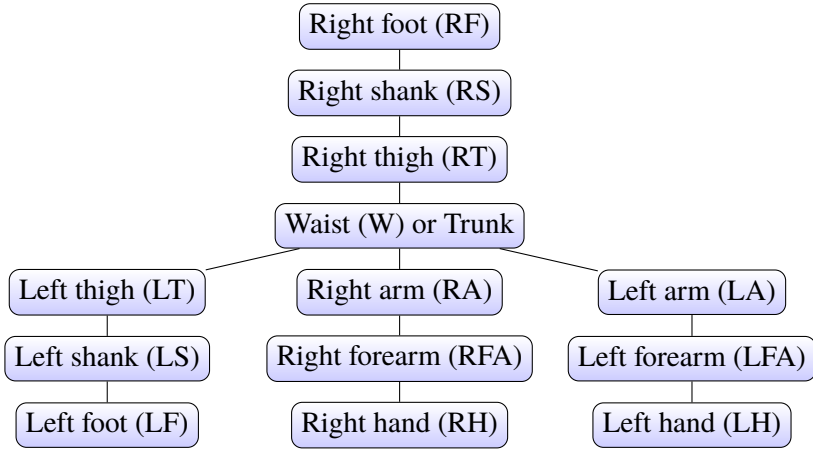 Right foot (RF)
Right shank (RS)
Right thigh (RT)
Waist (W) or Trunk
Left thigh (LT)
Right arm (RA)
Left arm (LA)
Left shank (LS)
Right forearm (RFA)
Left forearm (LFA)
Left foot (LF)
Right hand (RH)
Left hand (LH)